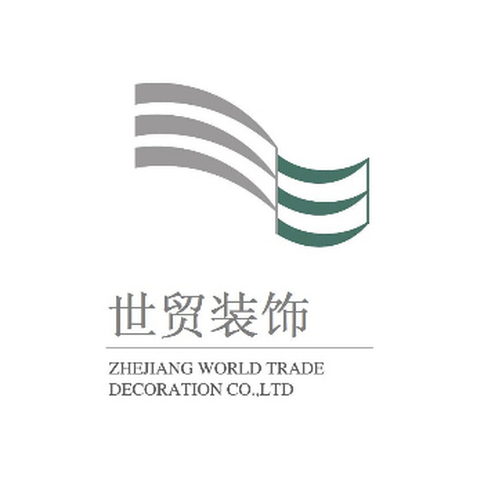 世贸装饰
ZHEJIANG WORLD TRADE
DECORATION CO.,LTD